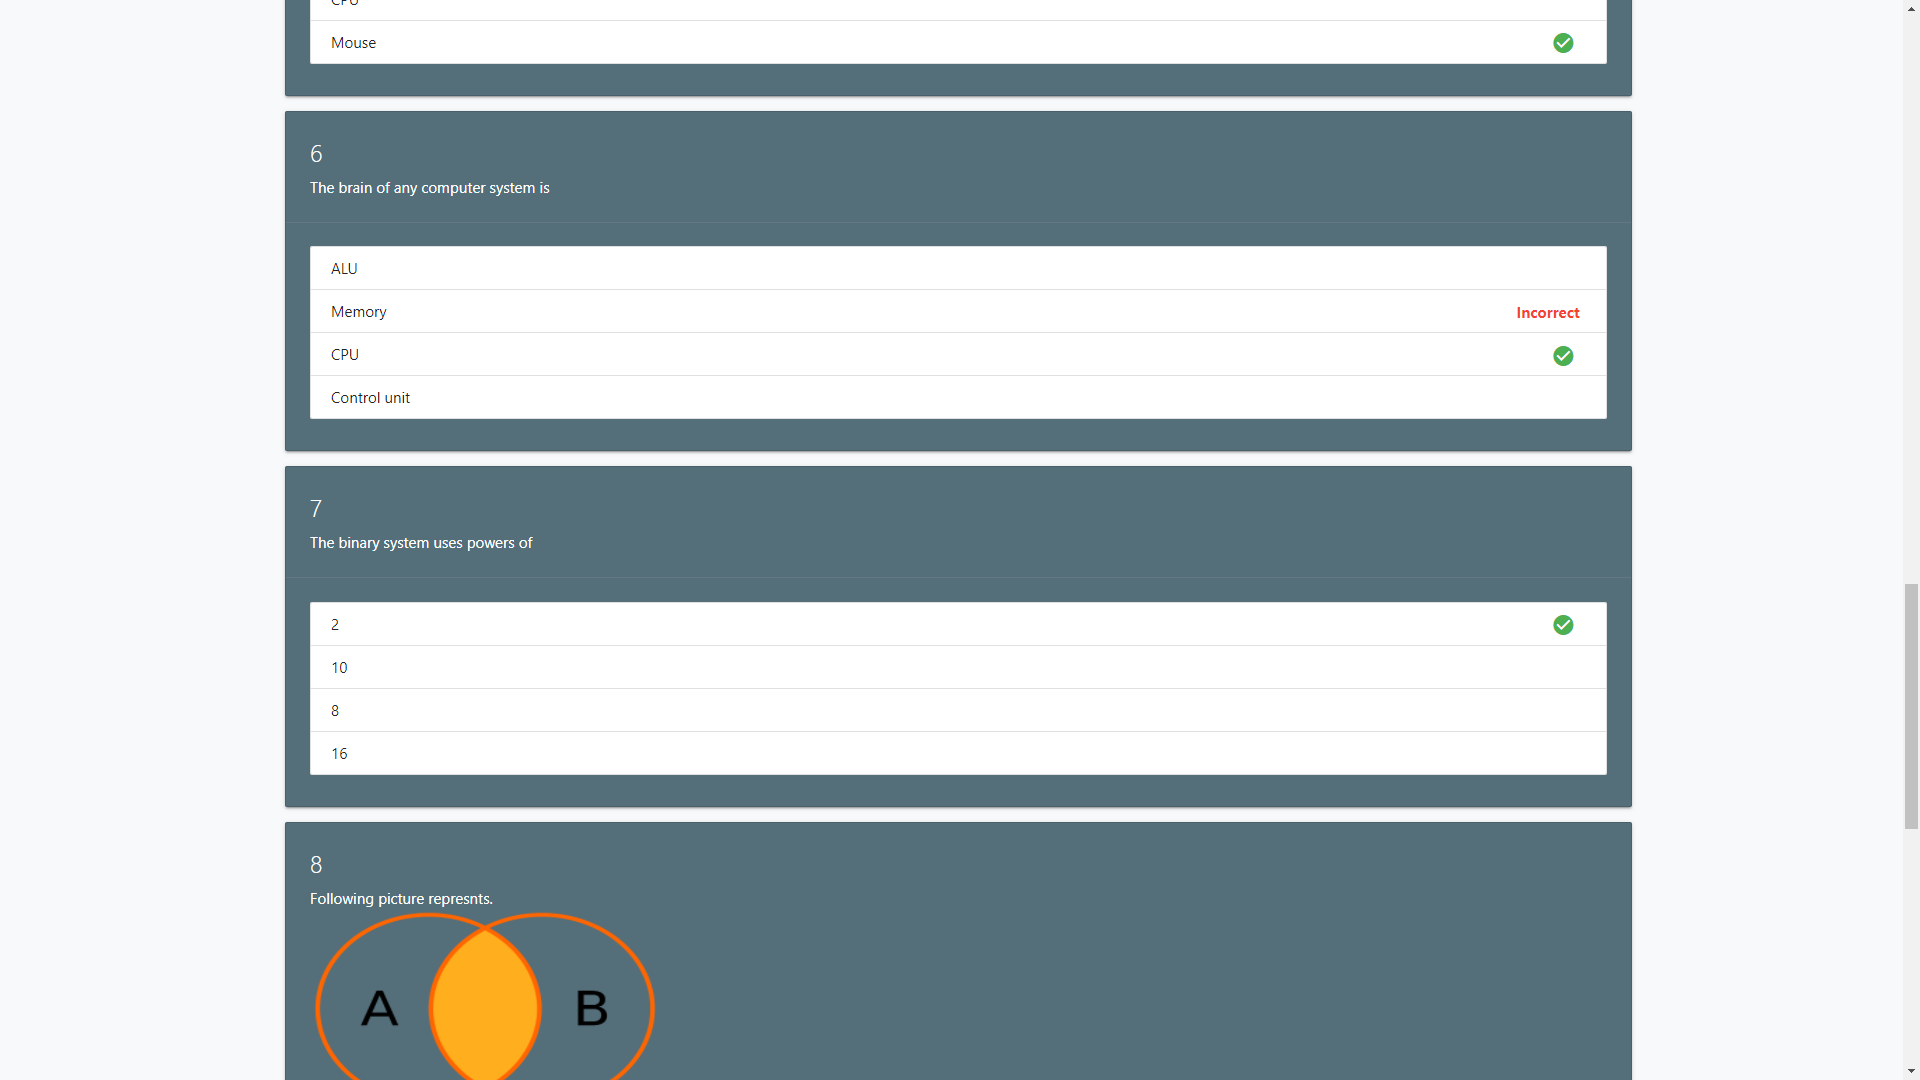 CPU
Mouse
6
The brain of any computer system is
ALU
Memory
Incorrect
CPU
Control unit
7
The binary system uses powers of
2
10
8
16
8
Following picture represnts.
A
B